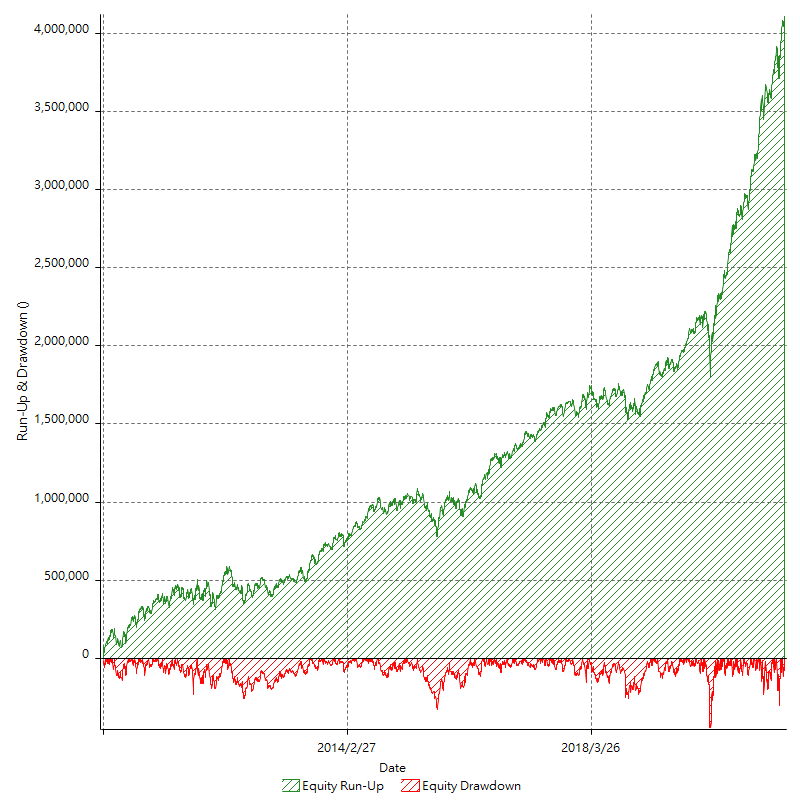 4,000,000
3,500,000
3,000,000
2,500,000
2,000,000
1,500,000
1,000,000
500,000
0
Run-Up & Drawdown ()
2014/2/27
2018/3/26
Date
Equity Run-Up
Equity Drawdown